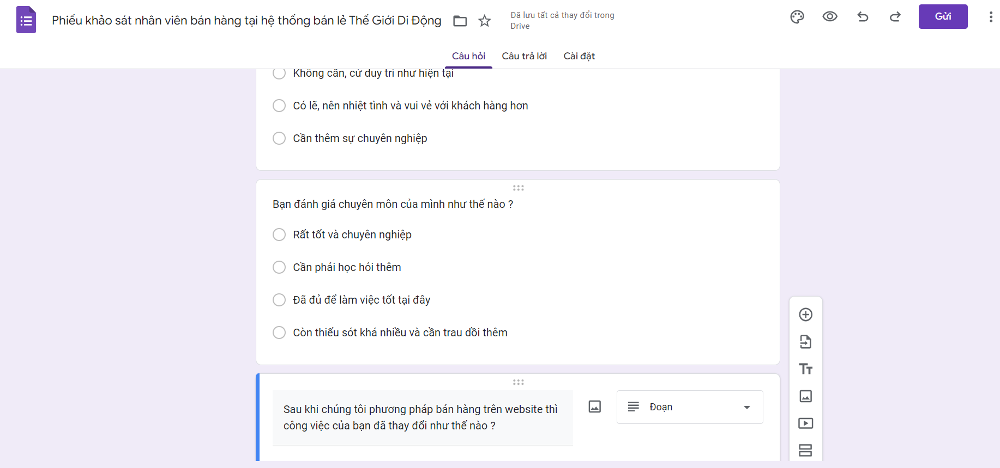 Phiếu khảo sát nhân viên bán hàng tại hệ thống bán lẻ Thế Giới Di Động
Đã lưu tất cả thay đổi trong
Drive
Gửi
Câu hỏi
Câu trả lời
Cài đặt
Không cần, cứ duy trì như hiện tại
Có lẽ, nên nhiệt tình và vui vẻ với khách hàng hơn
Cần thêm sự chuyên nghiệp
Bạn đánh giá chuyên môn của mình như thế nào ?
Rất tốt và chuyên nghiệp
Cần phải học hỏi thêm
Đã đủ để làm việc tốt tại đây
Còn thiếu sót khá nhiều và cần trau dồi thêm
Sau khi chúng tôi phương pháp bán hàng trên website thì
công việc của bạn đã thay đổi như thế nào ?
Đoạn